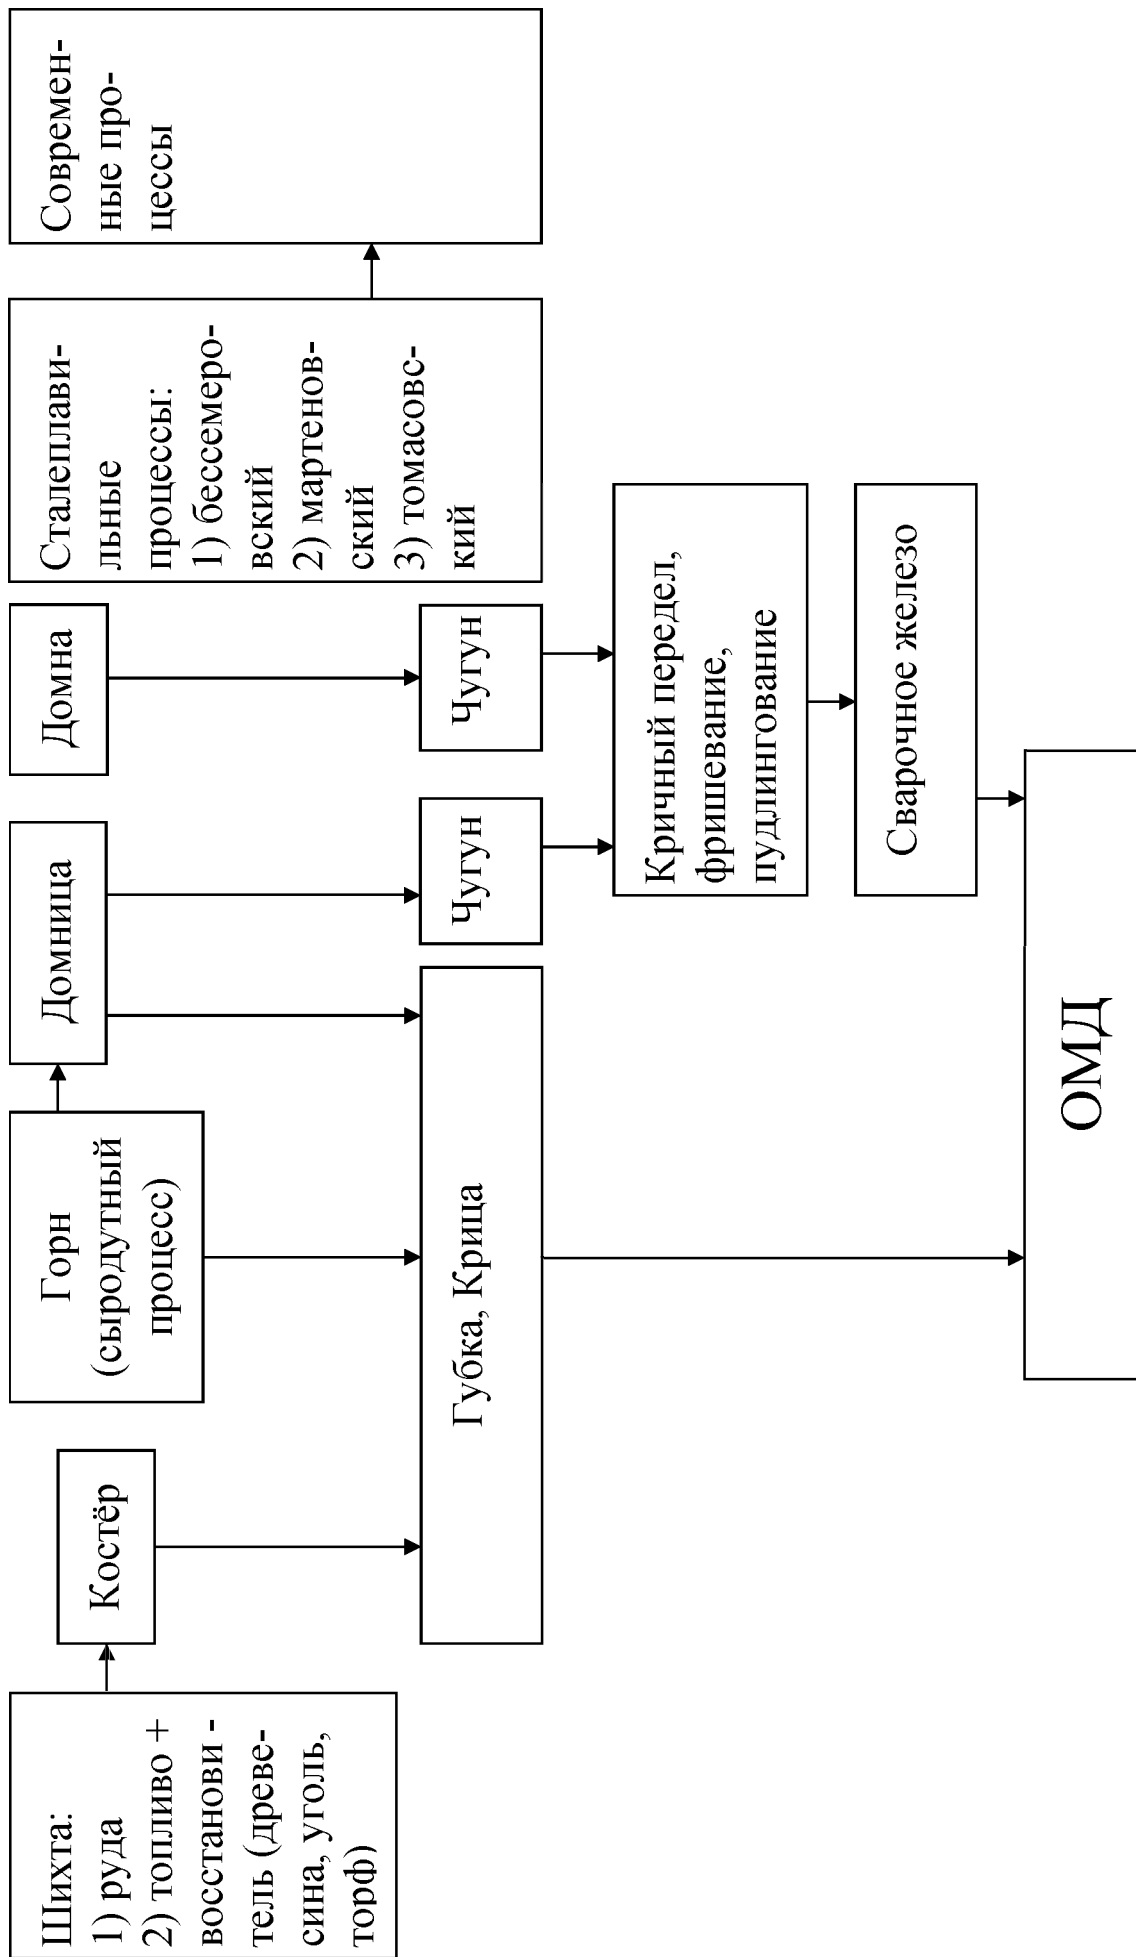 Шихта:
1) руда
2) топливо +
восстанови -
тель (древе-
сина, уголь,
торф)
Костёр
Горн
(сыродутный
процесс)
Домница
Домна
Сталеплави-
льные
процессы:
1) бессемеро-
вский
2) мартенов-
ский
3) томасовс-
кий
Современ-
ные про-
цессы
Губка, Крица
Чугун
Чугун
Кричный передел,
фришевание,
пудлингование
Сварочное железо
ОМД